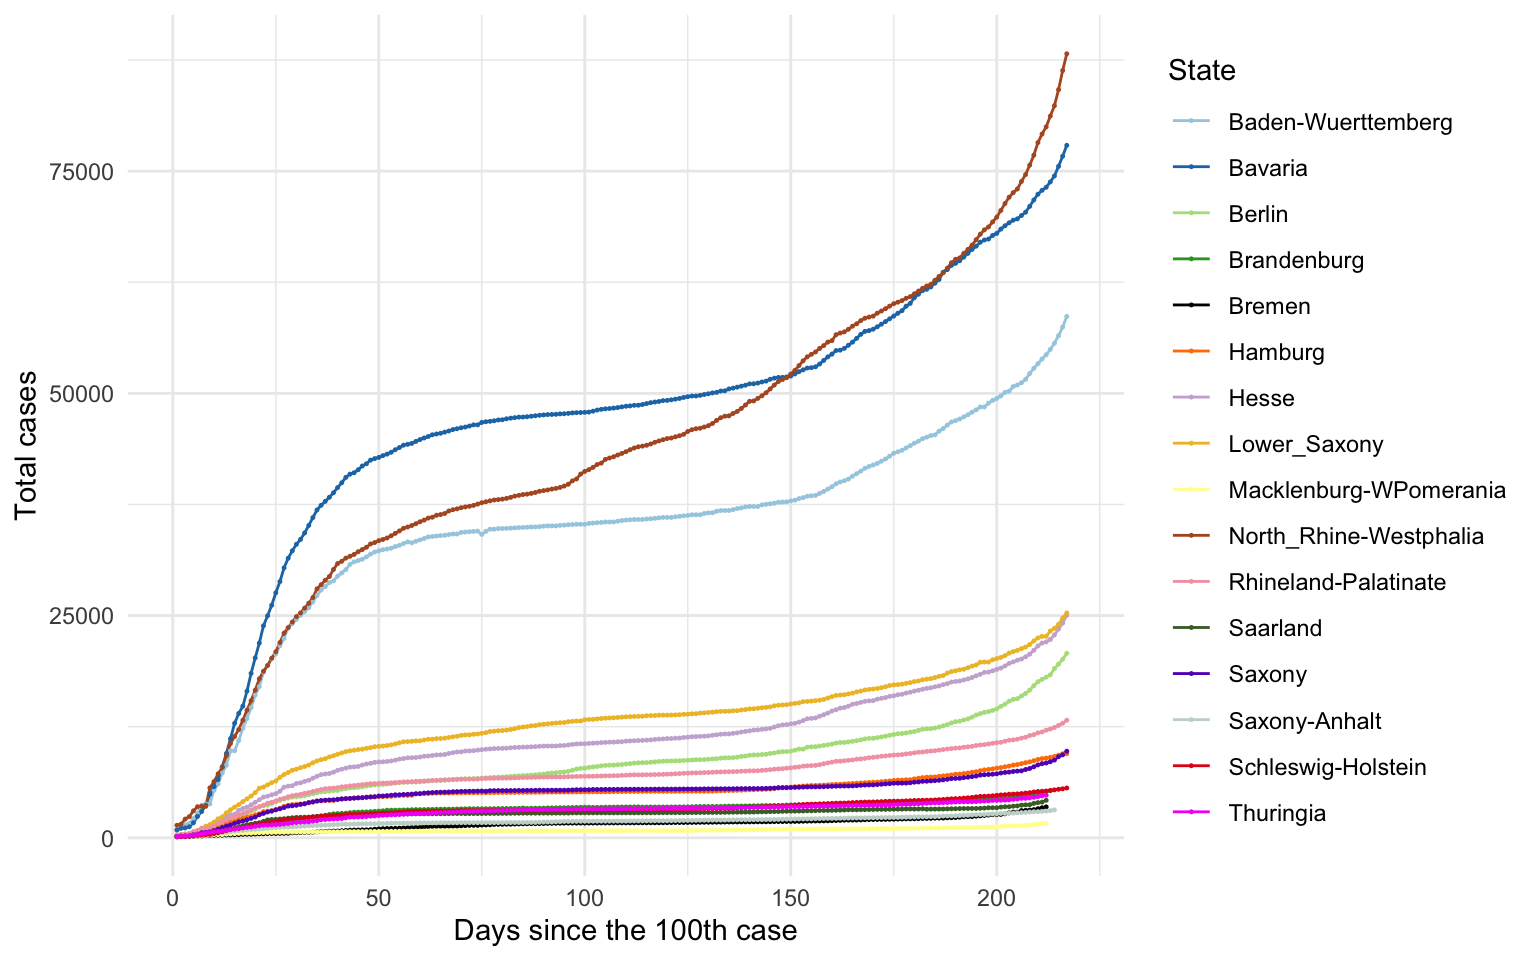 Total cases
75000
50000
25000
0
0 50 100 150 200
Days since the 100th case
State
Baden-Wuerttemberg
Bavaria
Berlin
Brandenburg
Bremen
Hamburg
Hesse
Lower_Saxony
Macklenburg-WPomerania
North_Rhine-Westphalia
Rhineland-Palatinate
Saarland
Saxony
Saxony-Anhalt
Schleswig-Holstein
Thuringia